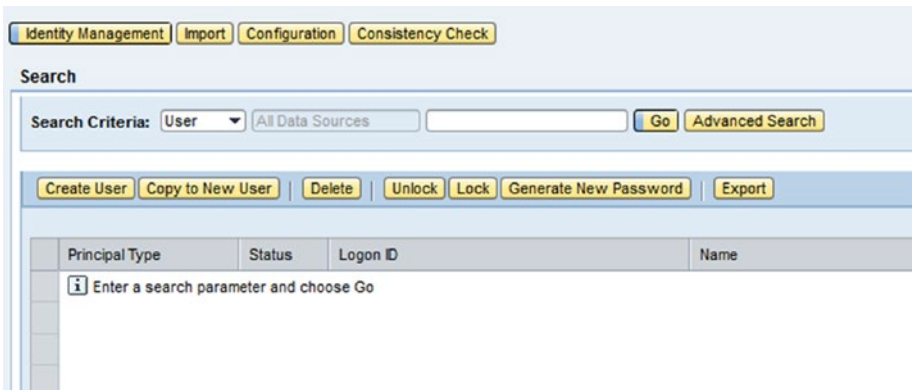 Identity Management Import Configuration Consistency Check
Search
Search Criteria: User All Data Sources Go Advanced Search
Create User Copy to New User Delete Unlock Lock Generate New Password Export
Principal Type Status Logon ID Name
Enter a search parameter and choose Go